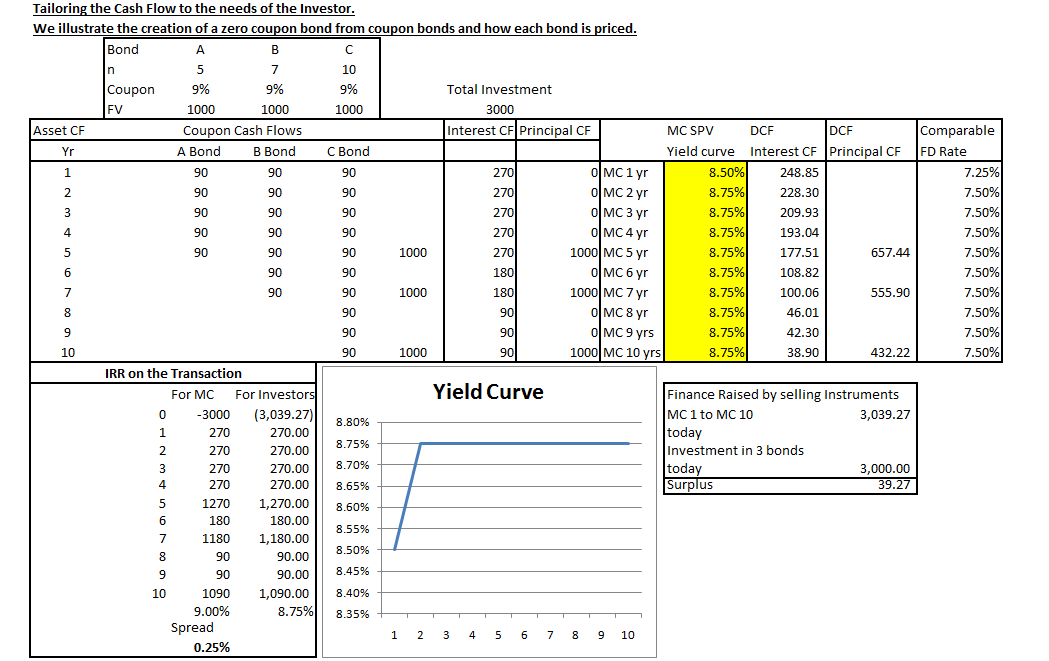 Tailoring the Cash Flow to the needs of the Investor.
We illustrate the creation of a zero coupon bond from coupon bonds and how each bond is priced.
Bond A B C
n 5 7 10
Coupon 9% 9% 9% Total Investment
FV 1000 1000 1000 3000
Asset CF Coupon Cash Flows Interest CF Principal CF MC SPV DCF DCF Comparable
Yr A Bond B Bond C Bond Yield curve Interest CF Principal CF FD Rate
1 90 90 90 270 0 MC 1 yr 8.50% 248.85 7.25%
2 90 90 90 270 0 MC 2 yr 8.75% 228.30 7.50%
3 90 90 90 270 0 MC 3 yr 8.75% 209.93 7.50%
4 90 90 90 270 0 MC 4 yr 8.75% 193.04 7.50%
5 90 90 90 1000 270 1000 MC 5 yr 8.75% 177.51 657.44 7.50%
6 90 90 180 0 MC 6 yr 8.75% 108.82 7.50%
7 90 90 1000 180 1000 MC 7 yr 8.75% 100.06 555.90 7.50%
8 90 90 0 MC 8 yr 8.75% 46.01 7.50%
9 90 90 0 MC 9 yrs 8.75% 42.30 7.50%
10 90 1000 90 1000 MC 10 yrs 8.75% 38.90 432.22 7.50%
IRR on the Transaction
For MC For Investors
0 -3000 (3,039.27)
1 270 270.00
2 270 270.00
3 270 270.00
4 270 270.00
5 1270 1,270.00
6 180 180.00
7 1180 1,180.00
8 90 90.00
9 90 90.00
10 1090 1,090.00
9.00% 8.75%
Spread
0.25%
Yield Curve
8.80%
8.75%
8.70%
8.65%
8.60%
8.55%
8.50%
8.45%
8.40%
8.35%
1 2 3 4 5 6 7 8 9 10
Finance Raised by selling Instruments
MC 1 to MC 10 3,039.27
today
Investment in 3 bonds
today 3,000.00
Surplus 39.27